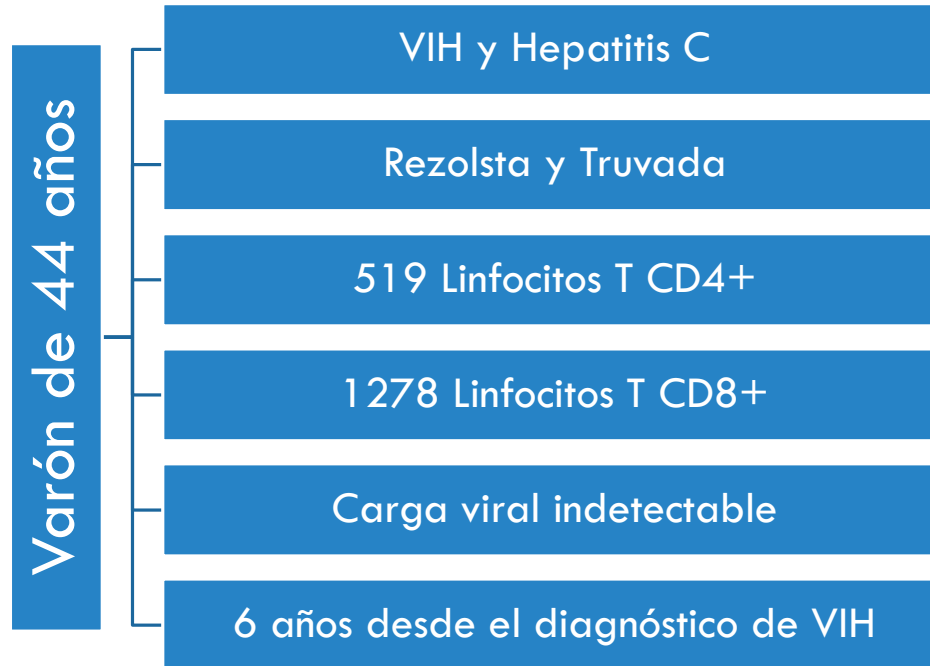 Varón de 44 años
VIH y Hepatitis C
Rezolsta y Truvada
519 Linfocitos T CD4+
1278 Linfocitos T CD8+
Carga viral indetectable
6 años desde el diagnóstico de VIH